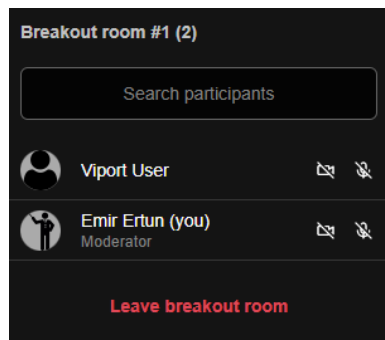 Breakout room #1 (2)
Search participants
Viport User
Emir Ertun (you)
Moderator
Leave breakout room